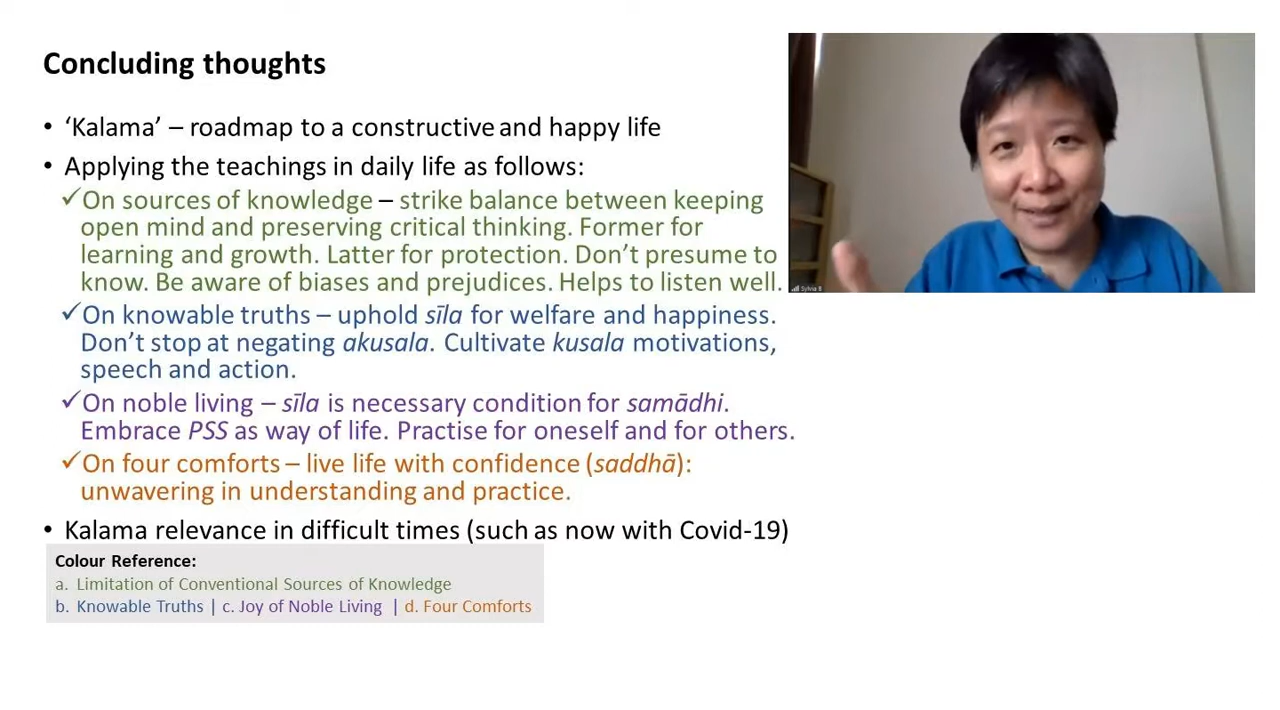 Concluding thoughts
• ‘Kalama’ – roadmap to a constructive and happy life
• Applying the teachings in daily life as follows:
✓On sources of knowledge – strike balance between keeping
open mind and preserving critical thinking. Former for
learning and growth. Latter for protection. Don’t presume to
know. Be aware of biases and prejudices. Helps to listen well.
✓On knowable truths – uphold sīla for welfare and happiness.
Don’t stop at negating akusala. Cultivate kusala motivations,
speech and action.
✓On noble living – sīla is necessary condition for samādhi.
Embrace PSS as way of life. Practise for oneself and for others.
✓On four comforts – live life with confidence (saddhā):
unwavering in understanding and practice.
• Kalama relevance in difficult times (such as now with Covid-19)
Colour Reference:
a. Limitation of Conventional Sources of Knowledge
b. Knowable Truths | c. Joy of Noble Living | d. Four Comforts